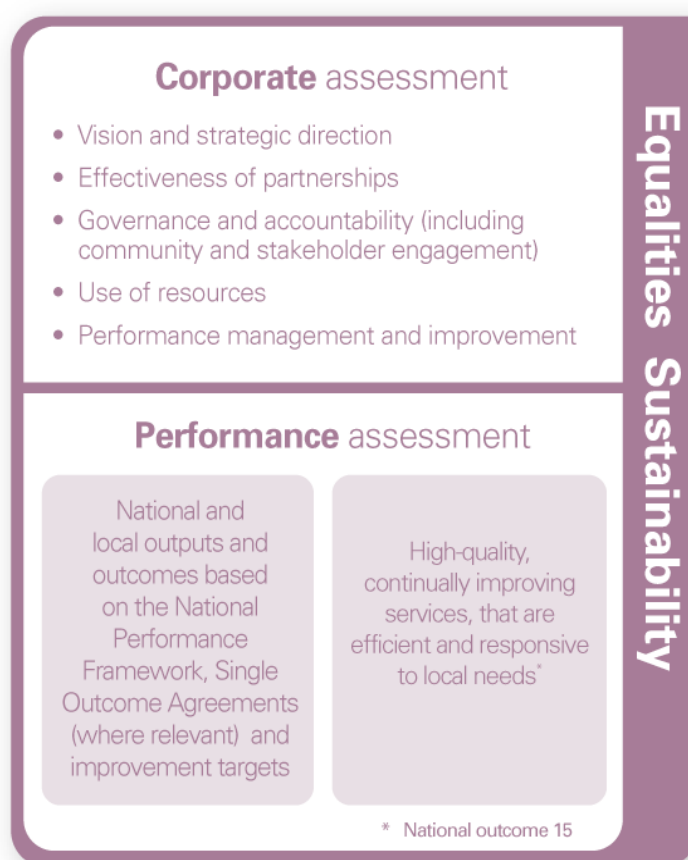 Corporate assessment
• Vision and strategic direction
• Effectiveness of partnerships
• Governance and accountability (including
community and stakeholder engagement)
• Use of resources
• Performance management and improvement
Performance assessment
National and
local outputs and
outcomes based
on the National
Performance
Framework, Single
Outcome Agreements
(where relevant) and
improvement targets
High-quality,
continually improving
services, that are
efficient and responsive
to local needs*
* National outcome 15
Equalities Sustainability